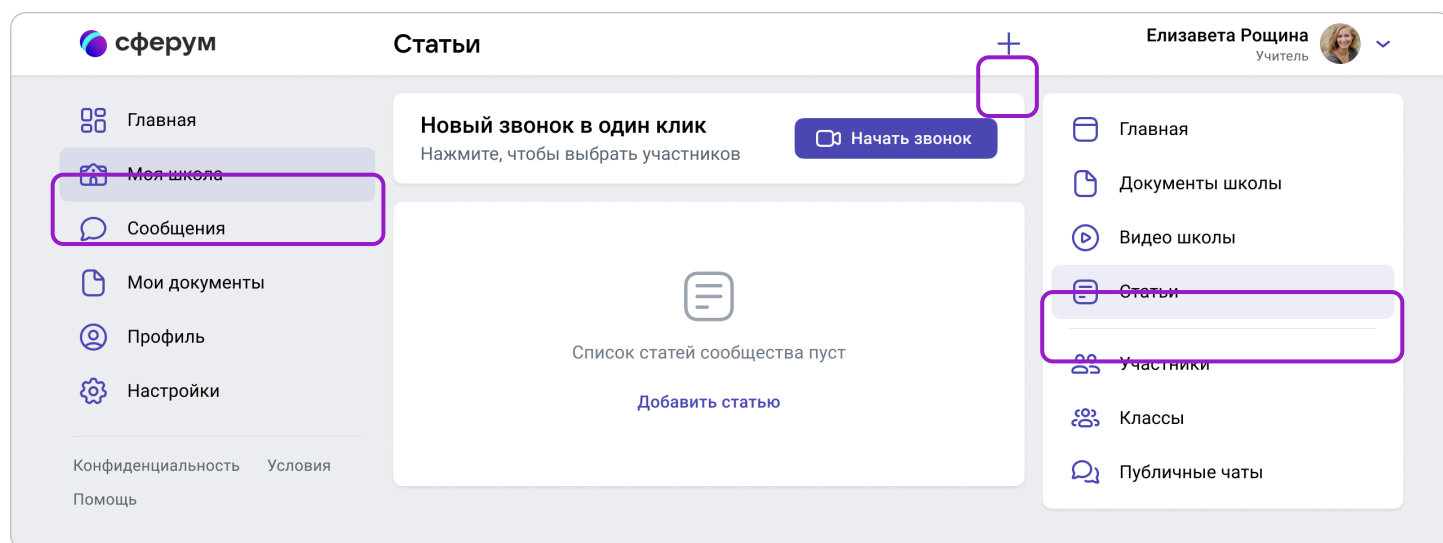 сферум
Статьи
Елизавета Рощина
Учитель
Главная
Моя школа
Сообщения
Мои документы
Профиль
Настройки
Конфиденциальность Условия
Помощь
Новый звонок в один клик
Нажмите, чтобы выбрать участников
Начать звонок
Список статей сообщества пуст
Добавить статью
Главная
Документы школы
Видео школы
Статьи
Участники
Классы
Публичные чаты